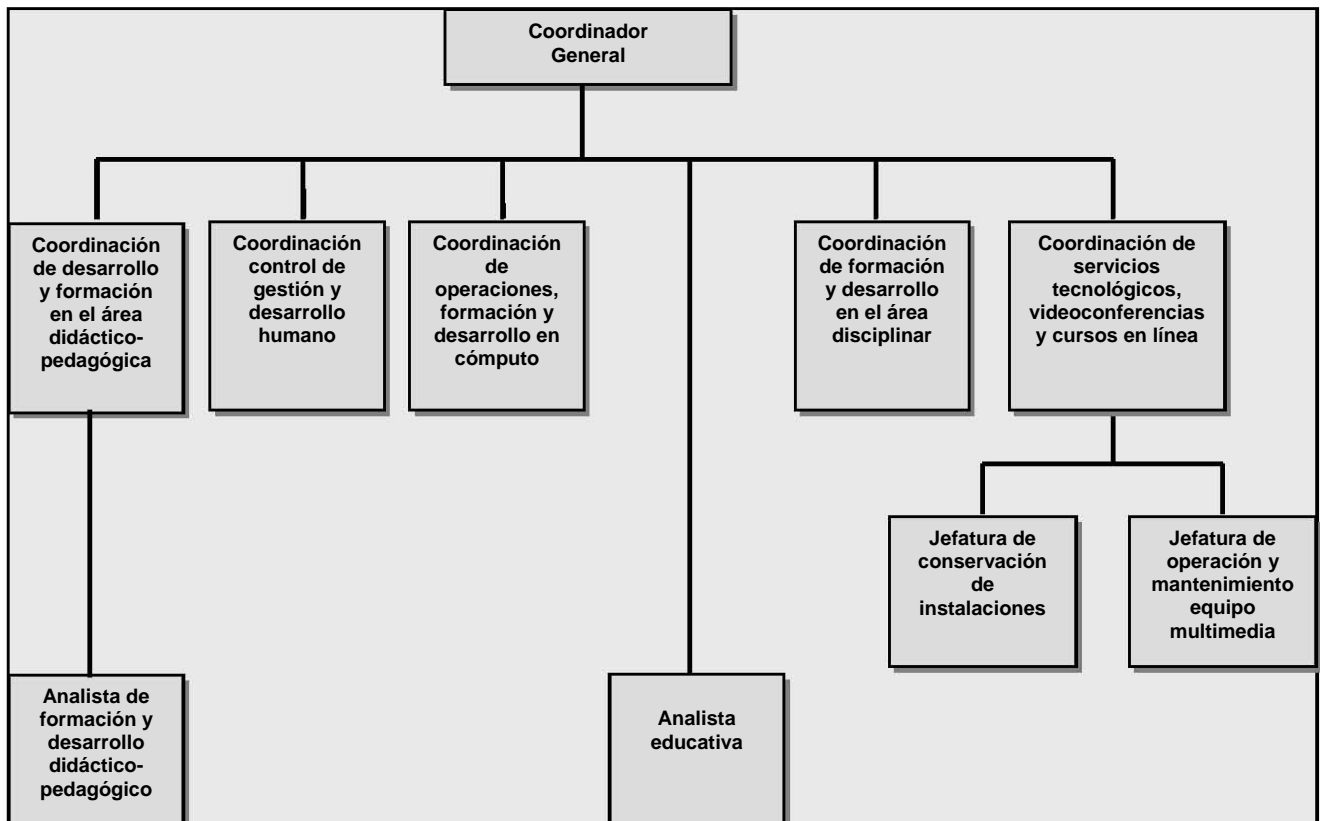 Coordinador
General
Coordinación
de desarrollo
y formación
en el área
didáctico-
pedagógica
Coordinación
control de
gestión y
desarrollo
humano
Coordinación
de
operaciones,
formación y
desarrollo en
cómputo
Coordinación
de formación
y desarrollo
en el área
disciplinar
Coordinación de
servicios
tecnológicos,
videoconferencias
y cursos en línea
Jefatura de
conservación
de
instalaciones
Jefatura de
operación y
mantenimiento
equipo
multimedia
Analista de
formación y
desarrollo
didáctico-
pedagógico
Analista
educativa